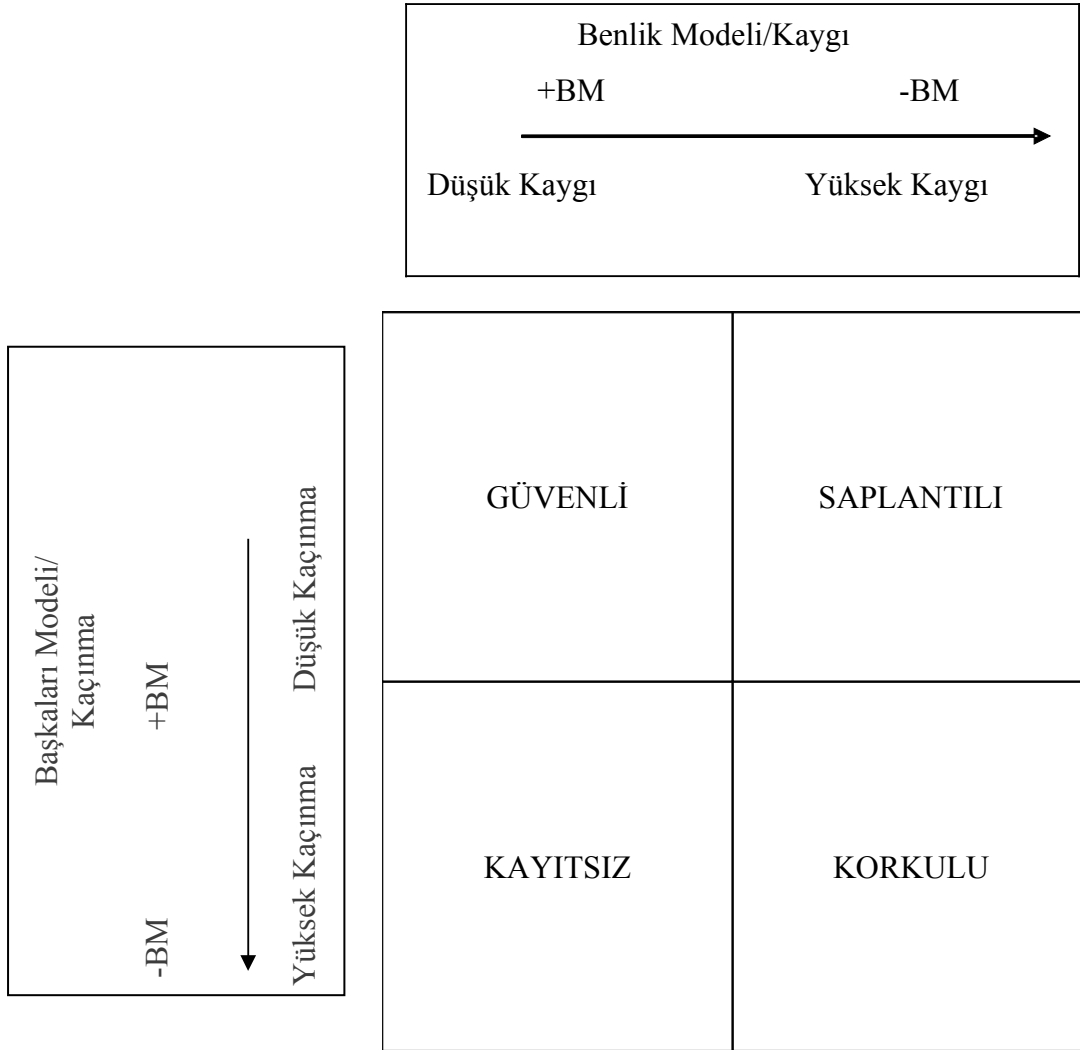 Benlik Modeli/Kaygı
+BM -BM
Düşük Kaygı Yüksek Kaygı
GÜVENLİ SAPLANTILI
KAYITSIZ KORKULU
Başkaları Modeli/
Kaçınma
-BM +BM
Yüksek Kaçınma Düşük Kaçınma